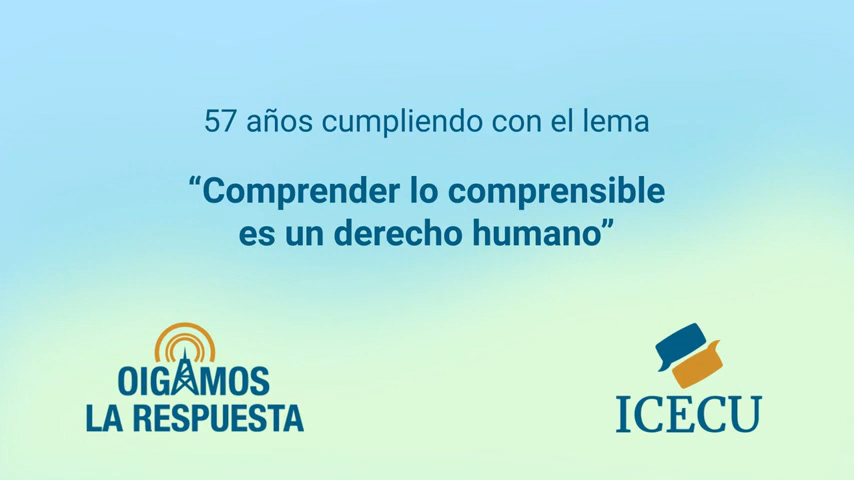 57 años cumpliendo con el lema
“Comprender lo comprensible
es un derecho humano”
OIGAMOS
LA RESPUESTA
ICECU